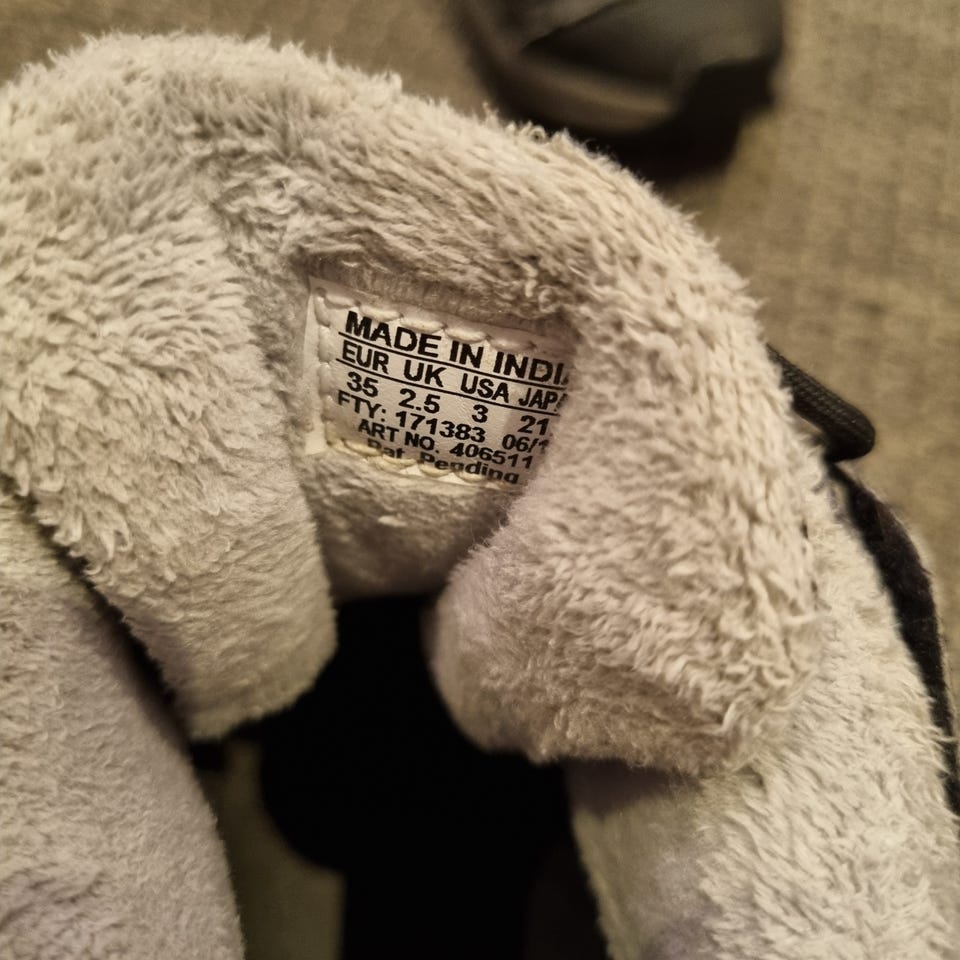 MADE IN INDIA
EUR UK USA JAPA
35 2.5 3 21
FTY: 171383 06/1
ART NO. 406511
Pat Pending